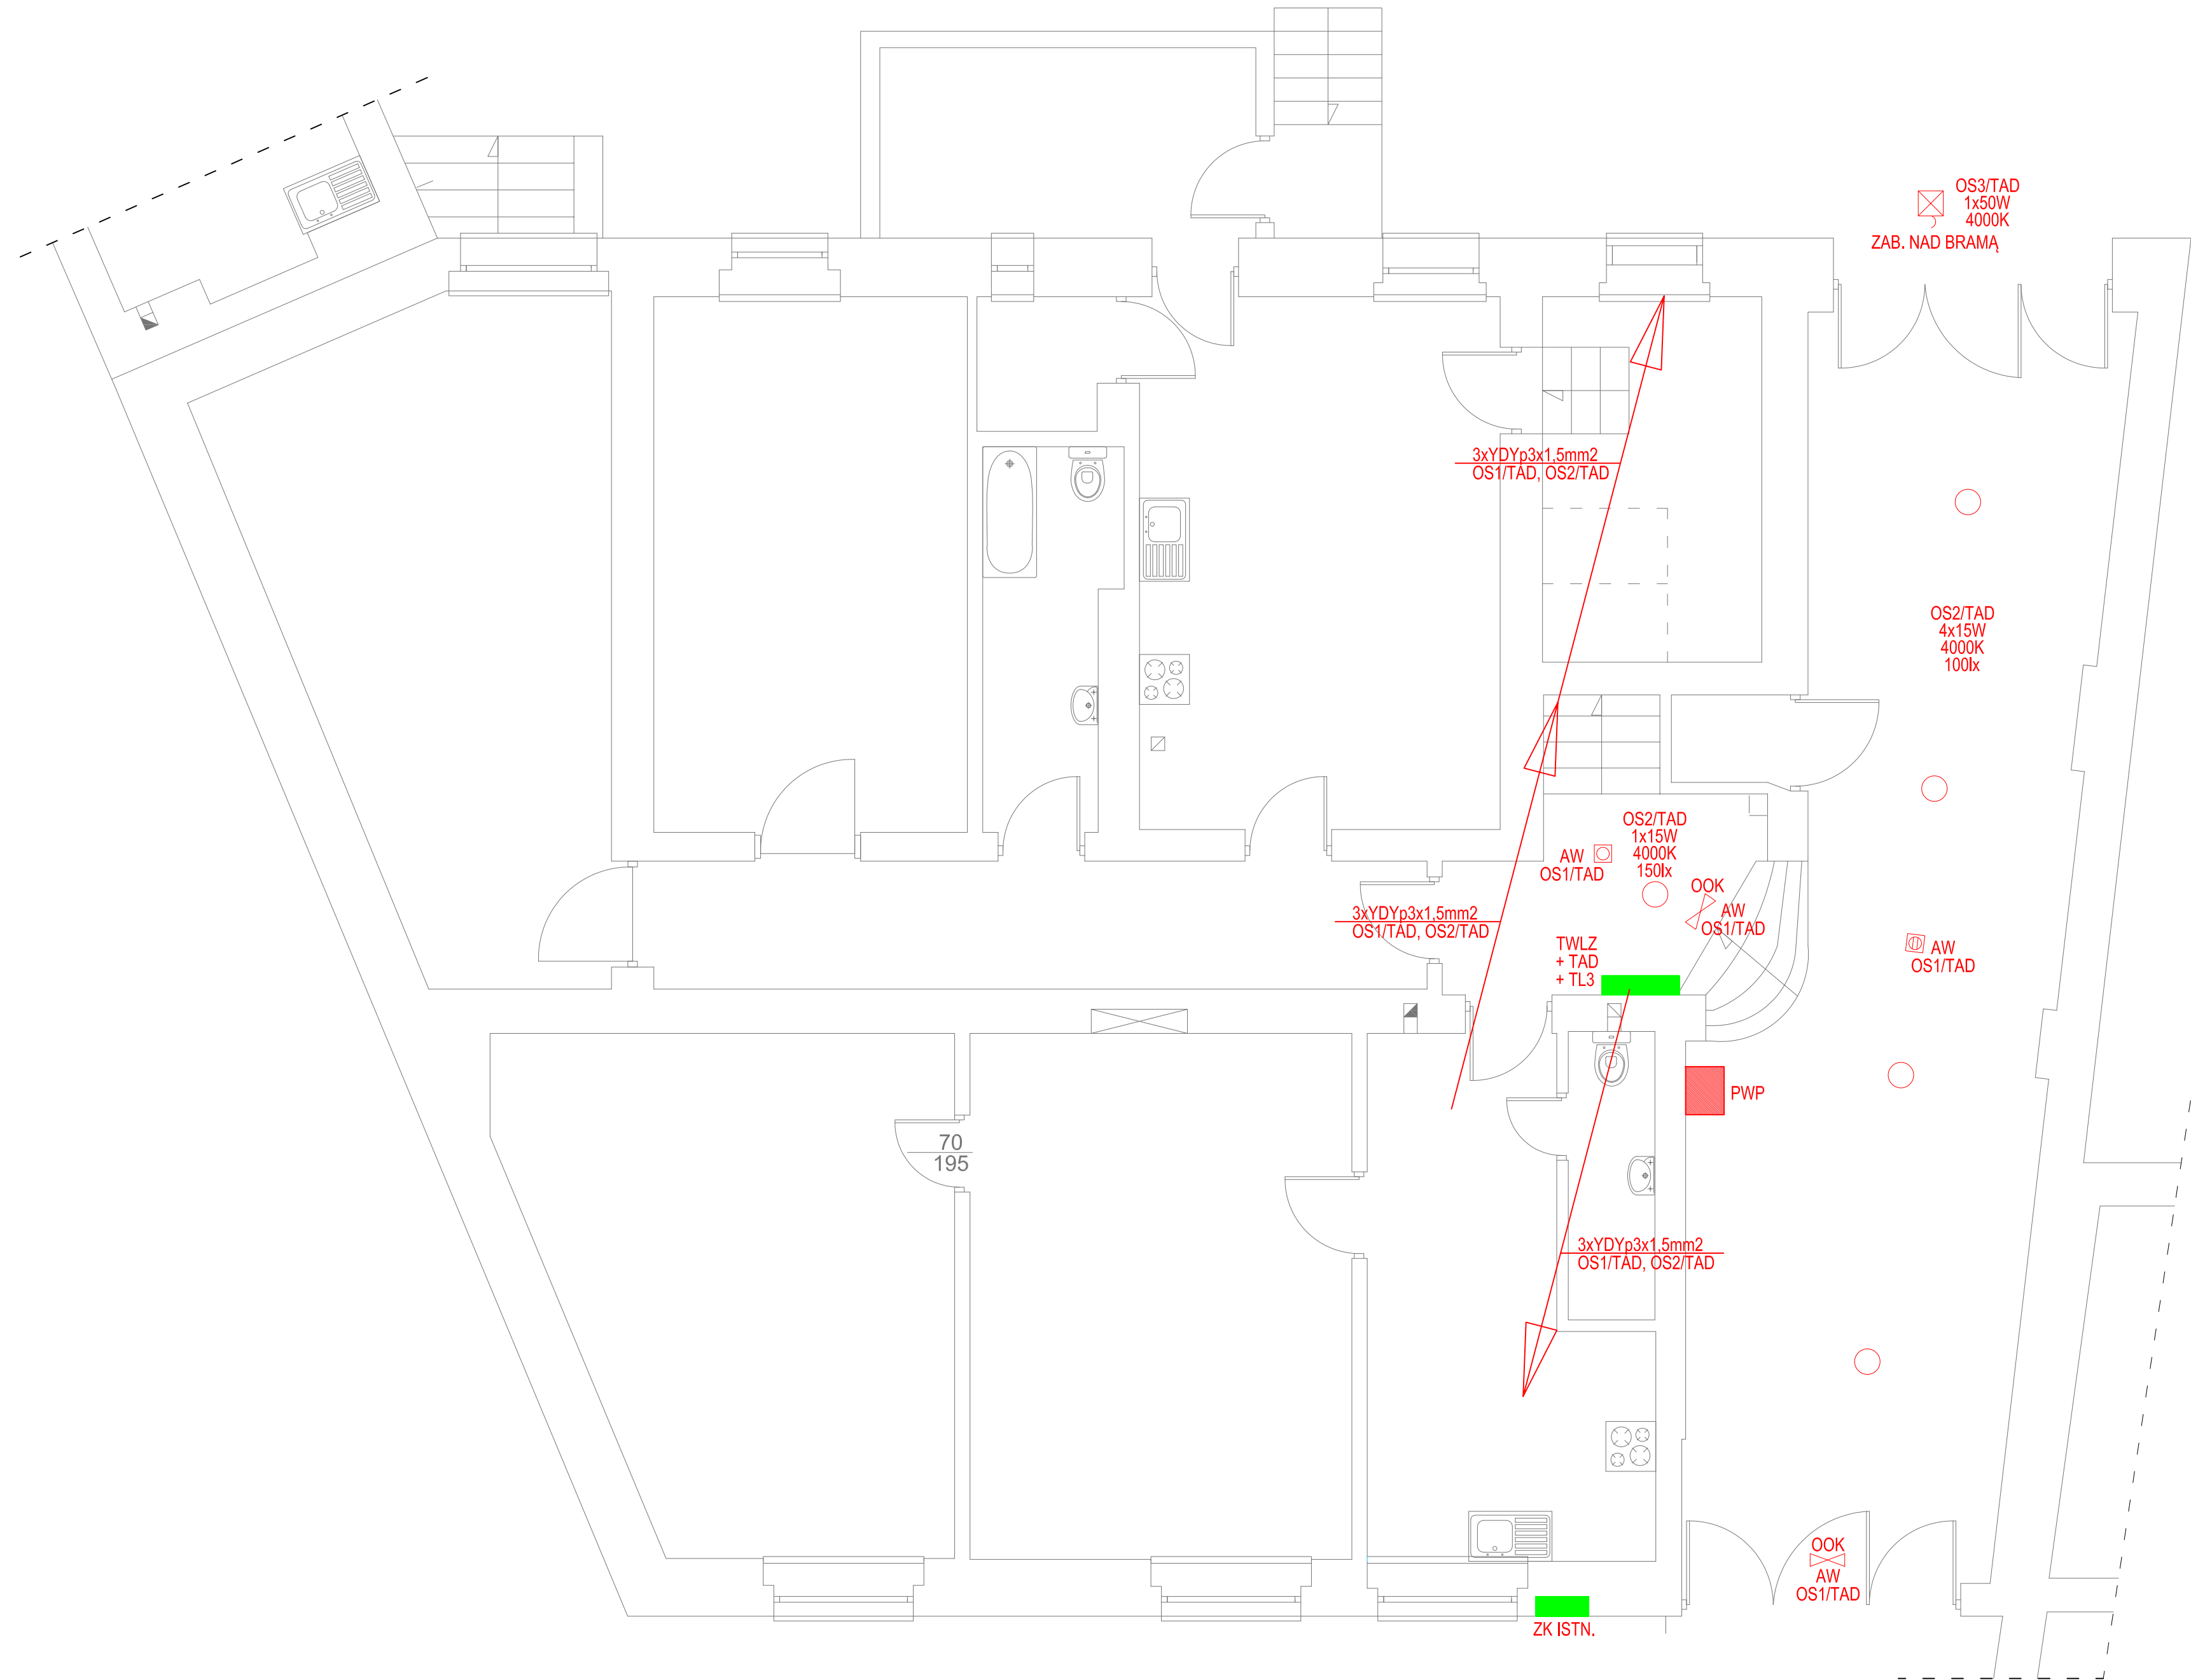 OS3/TAD
1x50W
4000K
ZAB. NAD BRAMĄ
3xYDYp3x1,5mm2
OS1/TAD, OS2/TAD
OS2/TAD
4x15W
4000K
100lx
OS2/TAD
1x15W
4000K
150lx
AW
OS1/TAD
OOK
AW
OS1/TAD
3xYDYp3x1,5mm2
OS1/TAD, OS2/TAD
TWLZ
+ TAD
+ TL3
AW
OS1/TAD
PWP
70
195
3xYDYp3x1,5mm2
OS1/TAD, OS2/TAD
OOK
AW
OS1/TAD
ZK ISTN.